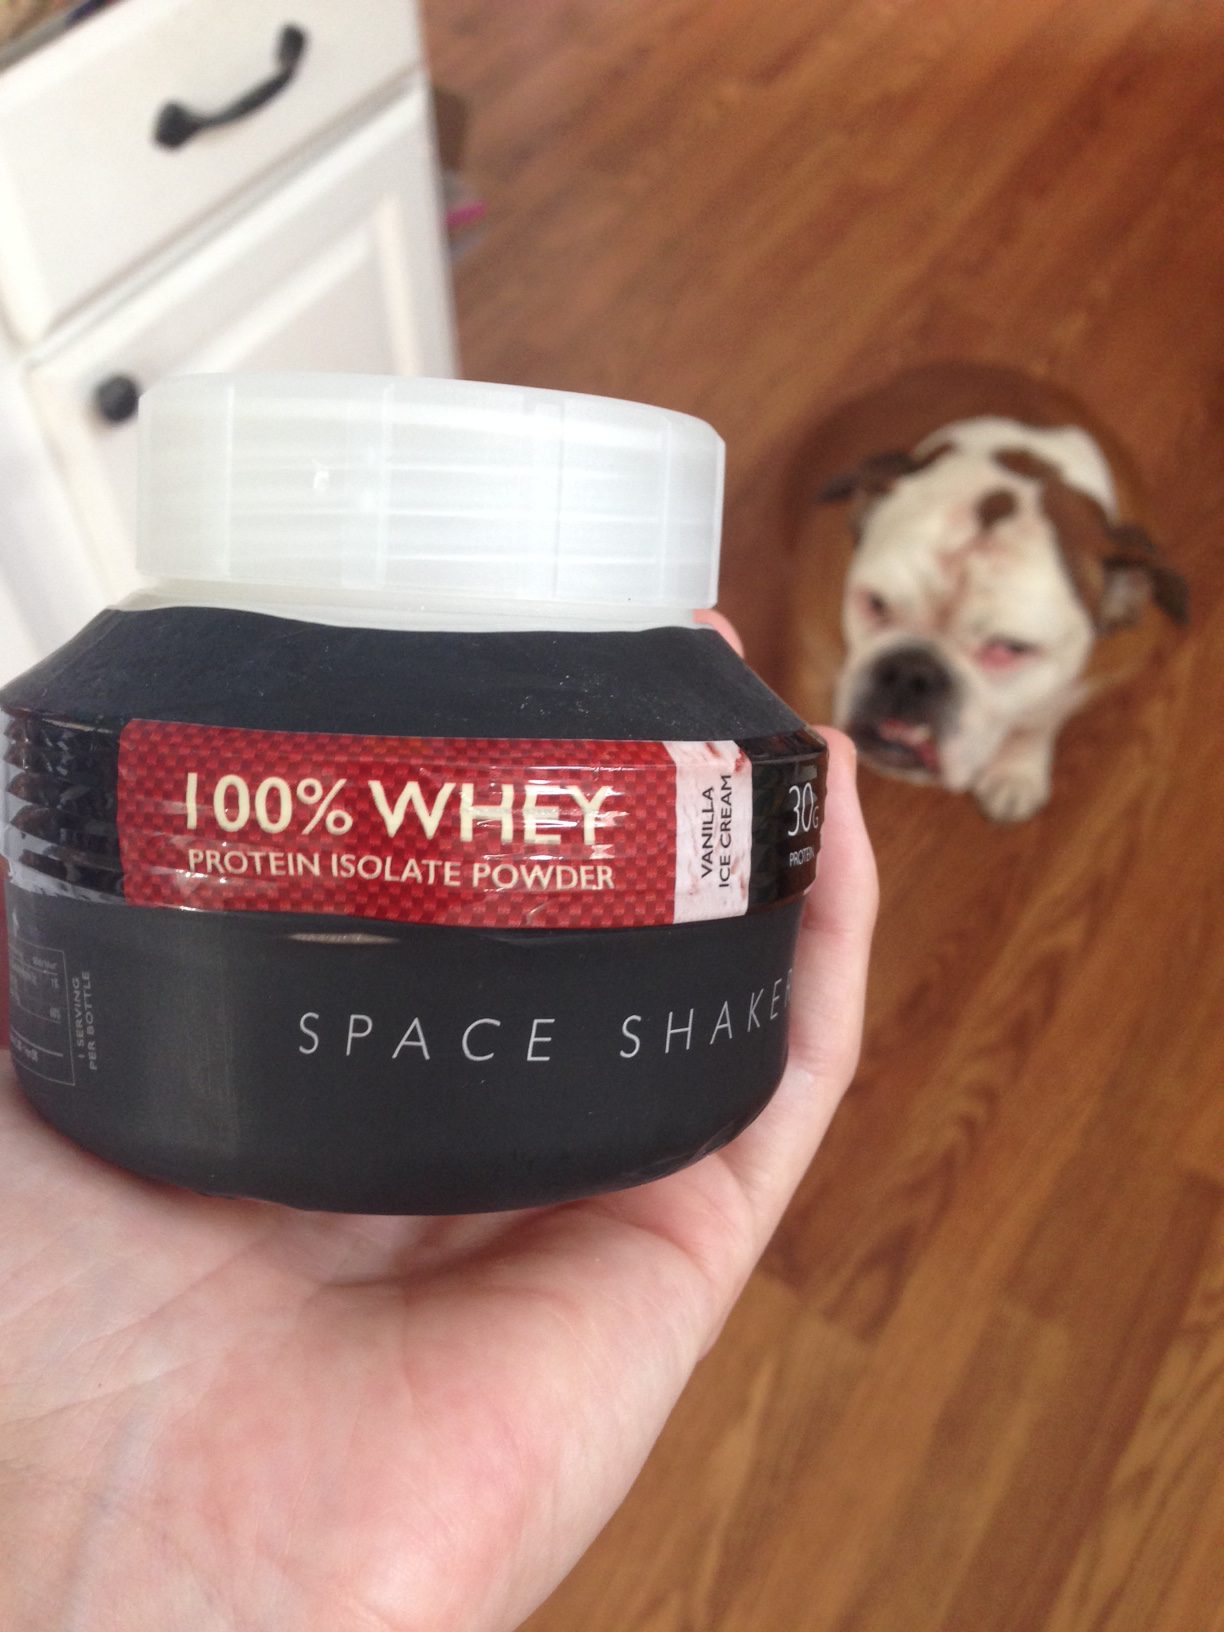 100% WHEY
PROTEIN ISOLATE POWDER
VANILLA
ICE CREAM
30G
PROTEIN
SPACE SHAKER
1 SERVING
PER BOTTLE